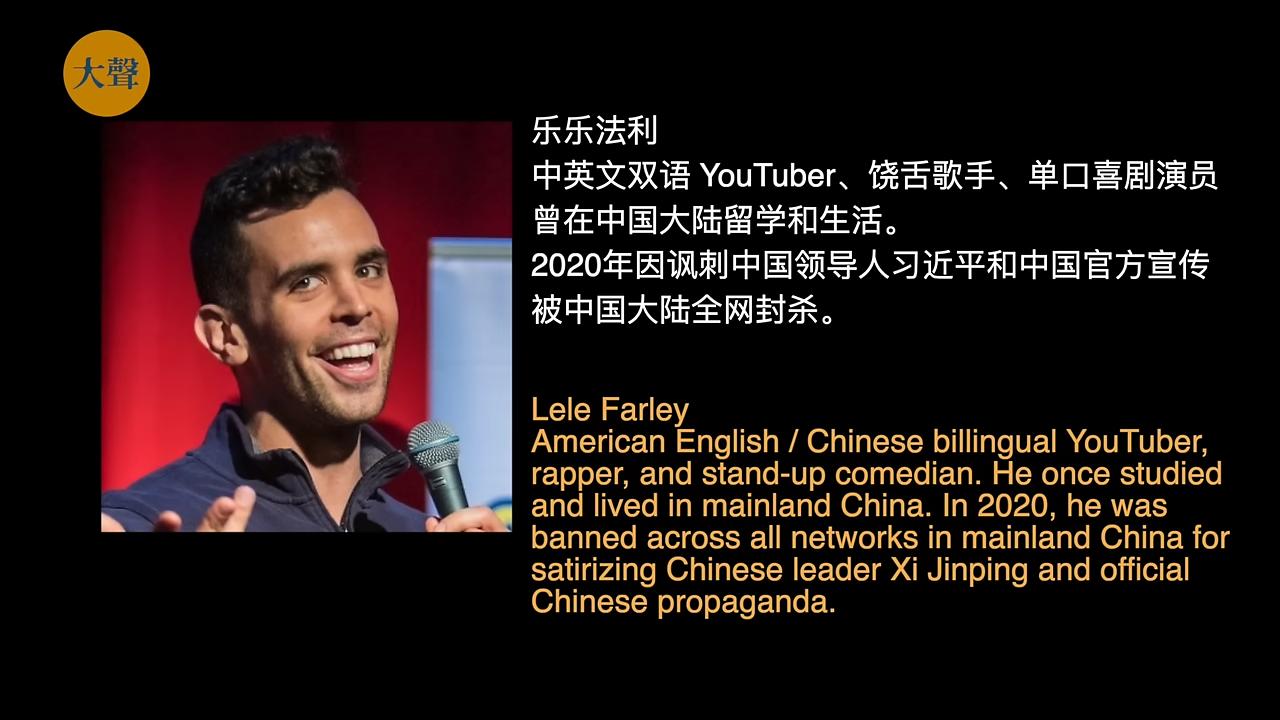 大聲
乐乐法利
中英文双语 YouTuber、饶舌歌手、单口喜剧演员
曾在中国大陆留学和生活。
2020年因讽刺中国领导人习近平和中国官方宣传
被中国大陆全网封杀。
Lele Farley
American English / Chinese billingual YouTuber,
rapper, and stand-up comedian. He once studied
and lived in mainland China. In 2020, he was
banned across all networks in mainland China for
satirizing Chinese leader Xi Jinping and official
Chinese propaganda.